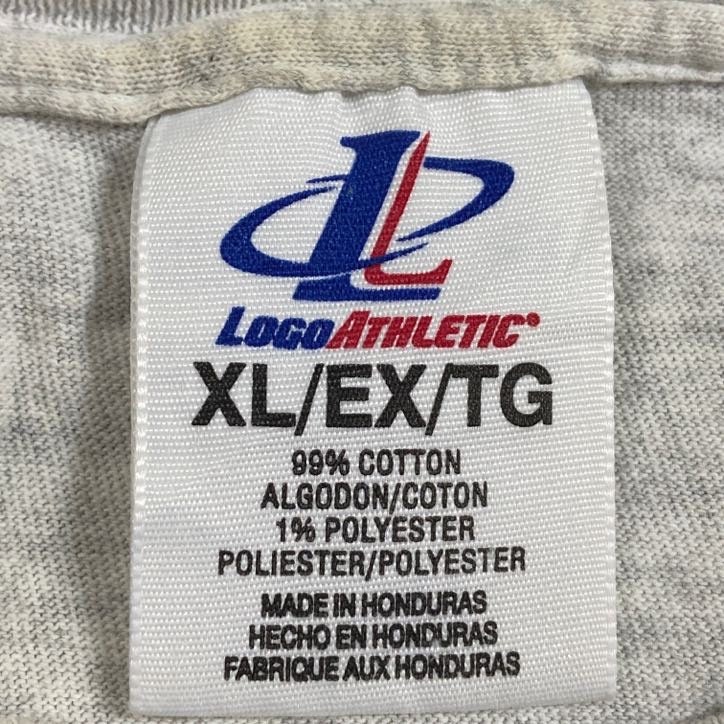 LOGOATHLETIC®
XL/EX/TG
99% COTTON
ALGODON/COTON
1% POLYESTER
POLIESTER/POLYESTER
MADE IN HONDURAS
HECHO EN HONDURAS
FABRIQUE AUX HONDURAS